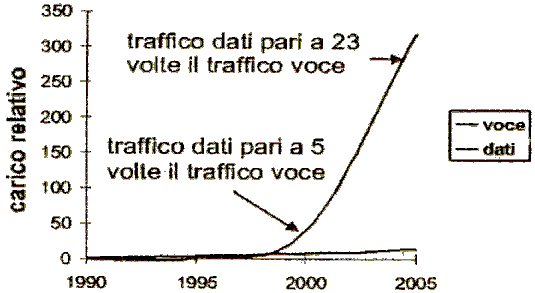 350
300
250
200
150
100
50
0
carico relativo
traffico dati pari a 23
volte il traffico voce
traffico dati pari a 5
volte il traffico voce
voce
dati
1990 1995 2000 2005